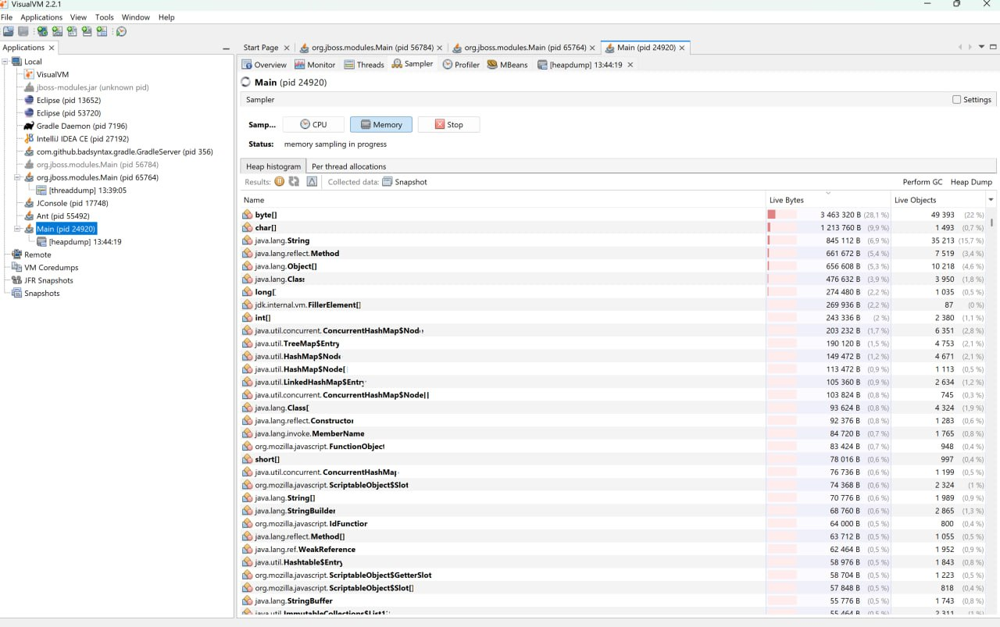 VisualVM 2.2.1
File Applications View Tools Window Help
Applications
Start Page
org.jboss.modules.Main (pid 56784)
org.jboss.modules.Main (pid 65764)
Main (pid 24920)
Local
VisualVM
jboss-modules.jar (unknown pid)
Eclipse (pid 13652)
Eclipse (pid 53720)
Gradle Daemon (pid 7196)
IntelliJ IDEA CE (pid 27192)
com.github.badsyntax.gradle.GradleServer (pid 356)
org.jboss.modules.Main (pid 56784)
org.jboss.modules.Main (pid 65764)
[threaddump] 13:39:05
JConsole (pid 17748)
Ant (pid 55492)
Main (pid 24920)
[heapdump] 13:44:19
Remote
VM Coredumps
JFR Snapshots
Snapshots
Overview Monitor Threads Sampler Profiler MBeans [heapdump] 13:44:19
Main (pid 24920)
Sampler Settings
Samp... CPU Memory Stop
Status: memory sampling in progress
Heap histogram Per thread allocations
Results: Collected data: Snapshot Perform GC Heap Dump
Name Live Bytes Live Objects
byte[] 3 463 320 B (28,1 %) 49 393 (22 %)
char[] 1 213 760 B (9,9 %) 1 493 (0,7 %)
java.lang.String 845 112 B (6,9 %) 35 213 (15,7 %)
java.lang.reflect.Method 661 672 B (5,4 %) 7 519 (3,4 %)
java.lang.Object[] 656 608 B (5,3 %) 10 218 (4,6 %)
java.lang.Class 476 632 B (3,9 %) 3 950 (1,8 %)
long[ 274 480 B (2,2 %) 1 035 (0,5 %)
jdk.internal.vm.FillerElement[] 269 936 B (2,2 %) 87 (0 %)
int[] 243 336 B (2 %) 2 380 (1,1 %)
java.util.concurrent.ConcurrentHashMap$Node 203 232 B (1,7 %) 6 351 (2,8 %)
java.util.TreeMap$Entry 190 120 B (1,5 %) 4 753 (2,1 %)
java.util.HashMap$Node 149 472 B (1,2 %) 4 671 (2,1 %)
java.util.HashMap$Node[ 113 472 B (0,9 %) 1 113 (0,5 %)
java.util.LinkedHashMap$Entry 105 360 B (0,9 %) 2 634 (1,2 %)
java.util.concurrent.ConcurrentHashMap$Node[] 103 824 B (0,8 %) 745 (0,3 %)
java.lang.Class[ 93 624 B (0,8 %) 4 324 (1,9 %)
java.lang.reflect.Constructor 92 376 B (0,7 %) 1 283 (0,6 %)
java.lang.invoke.MemberName 84 720 B (0,7 %) 1 765 (0,8 %)
org.mozilla.javascript.FunctionObject 83 424 B (0,7 %) 948 (0,4 %)
short[] 78 016 B (0,6 %) 997 (0,4 %)
java.util.concurrent.ConcurrentHashMap 76 736 B (0,6 %) 1 199 (0,5 %)
org.mozilla.javascript.ScriptableObject$Slot 74 368 B (0,6 %) 2 324 (1 %)
java.lang.String[] 70 776 B (0,6 %) 1 989 (0,9 %)
java.lang.StringBuilder 68 760 B (0,6 %) 2 865 (1,3 %)
org.mozilla.javascript.IdFunction 64 000 B (0,5 %) 800 (0,4 %)
java.lang.reflect.Method[] 63 712 B (0,5 %) 1 055 (0,5 %)
java.lang.ref.WeakReference 62 464 B (0,5 %) 1 952 (0,9 %)
java.util.Hashtable$Entry 58 976 B (0,5 %) 1 843 (0,8 %)
org.mozilla.javascript.ScriptableObject$GetterSlot 58 704 B (0,5 %) 1 223 (0,5 %)
org.mozilla.javascript.ScriptableObject$Slot[] 57 848 B (0,5 %) 818 (0,4 %)
java.lang.StringBuffer 55 776 B (0,5 %) 1 743 (0,8 %)
55 464 B (0,5 %) 2 311 (1 %)